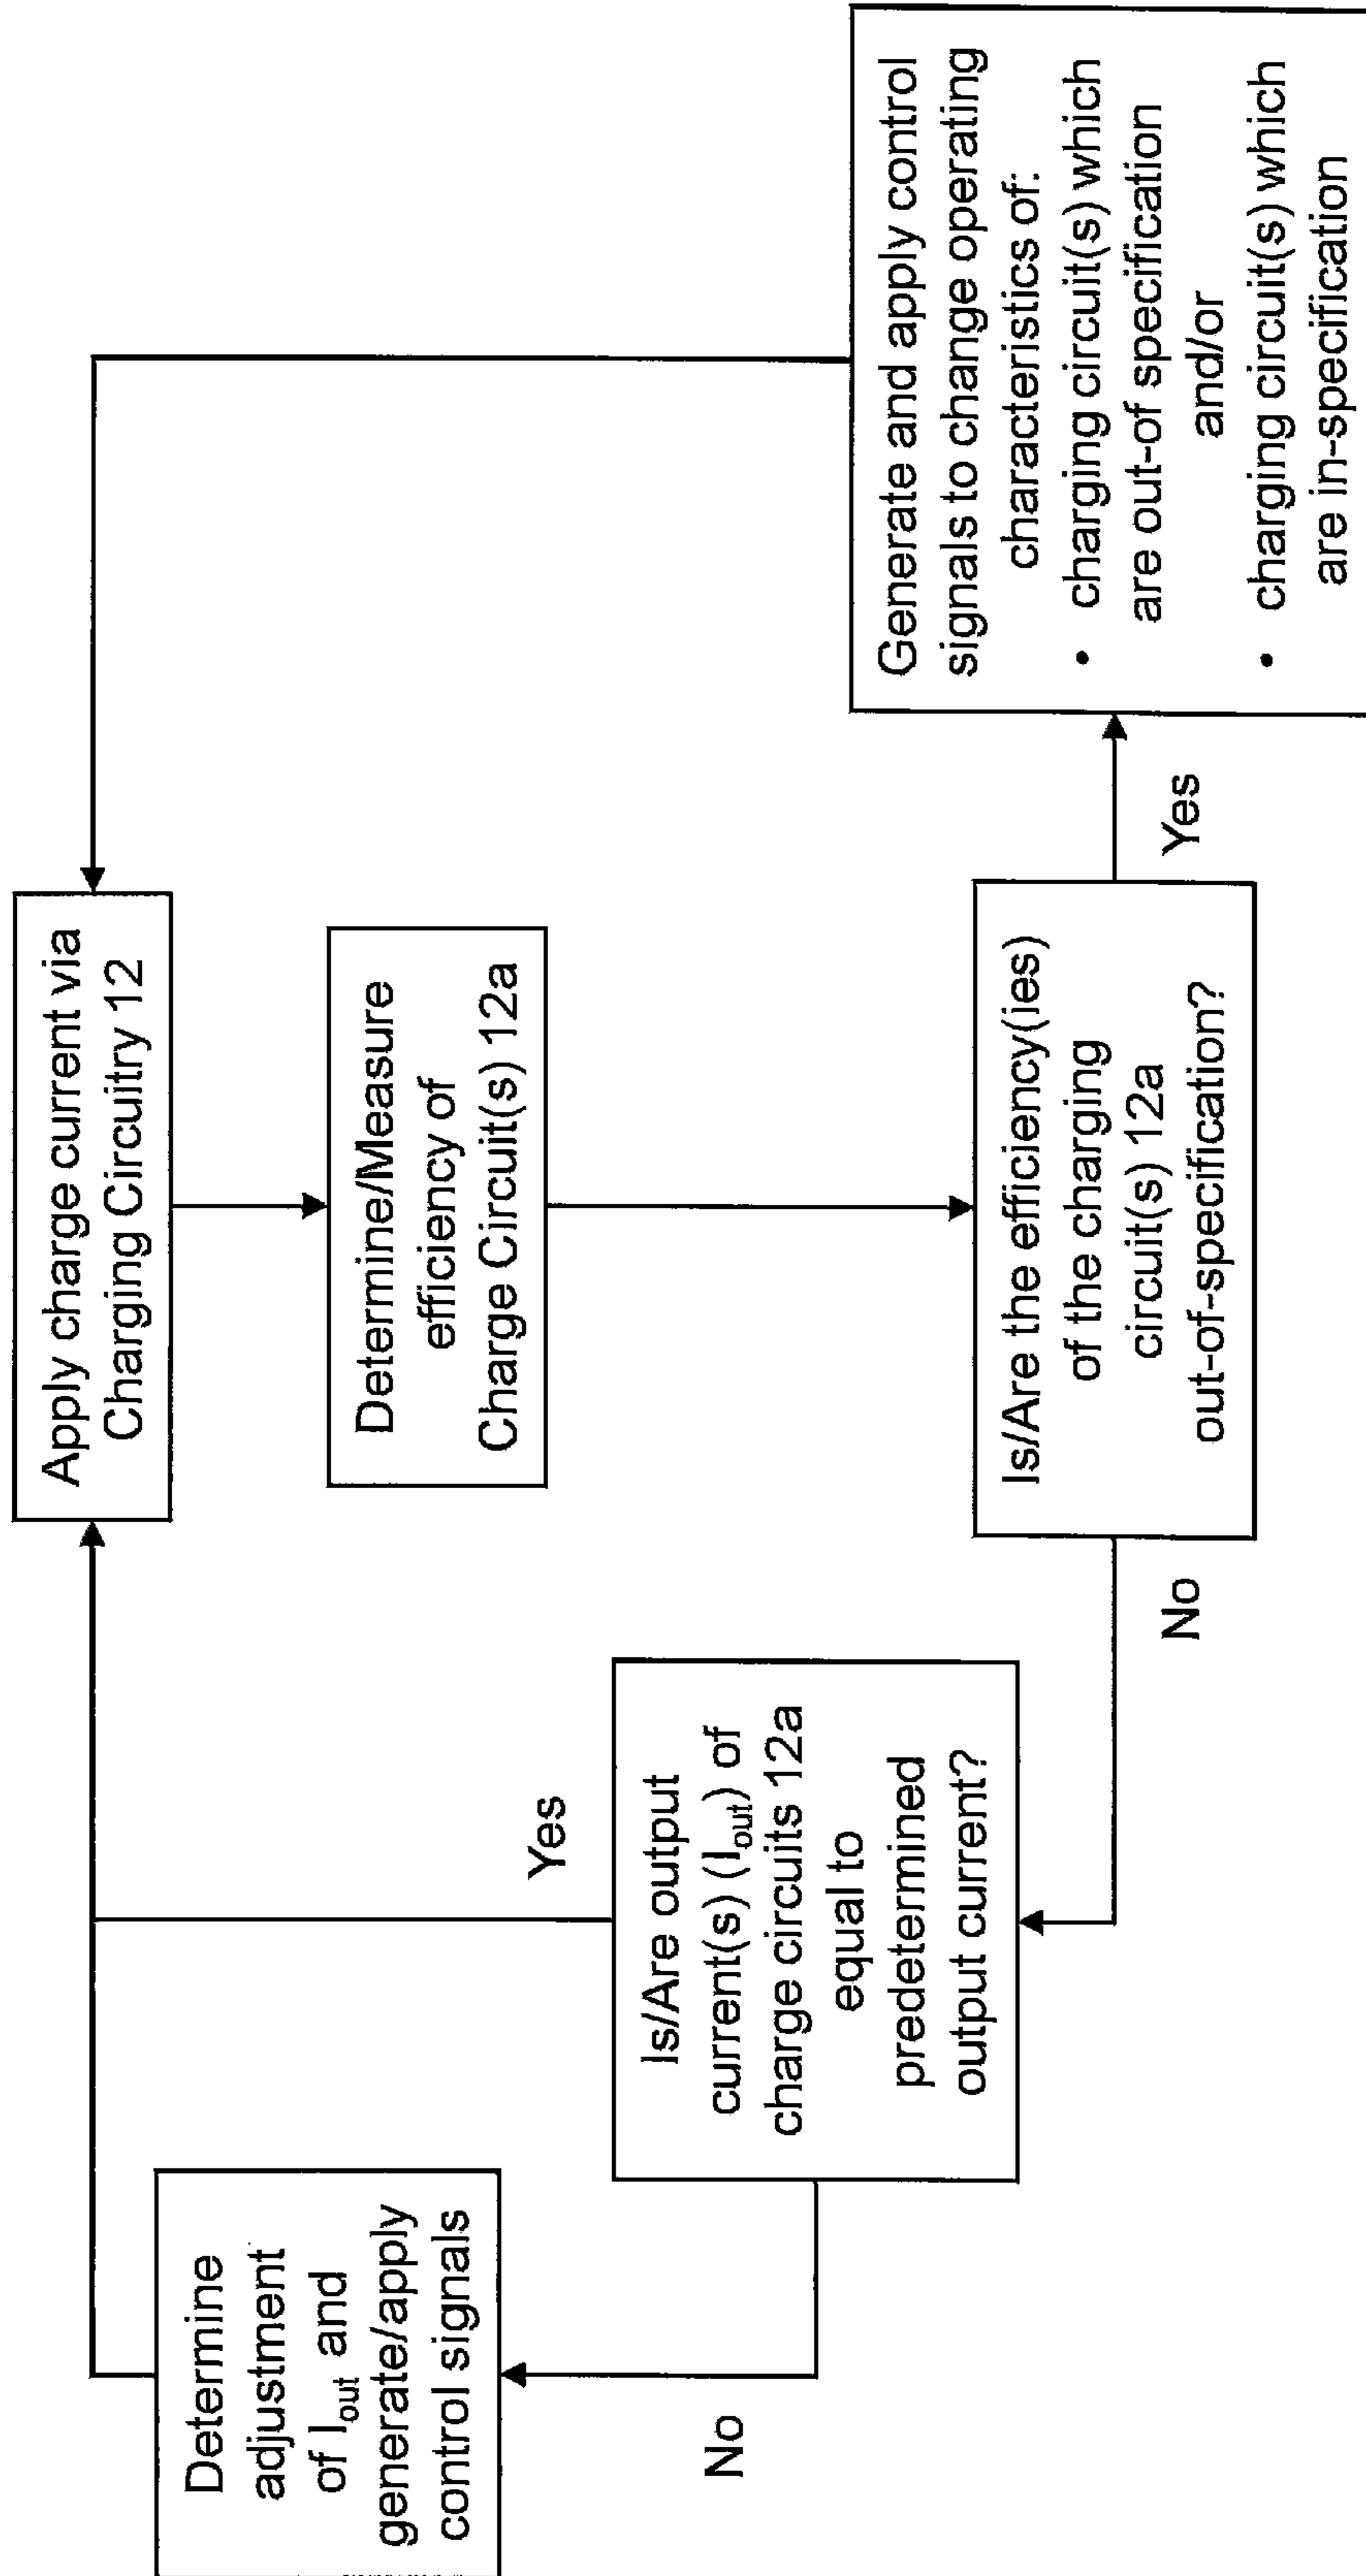 Apply charge current via
Charging Circuitry 12
Determine/Measure
efficiency of
Charge Circuit(s) 12a
Is/Are the efficiency(ies)
of the charging
circuit(s) 12a
out-of-specification?
Yes
No
Generate and apply control
signals to change operating
characteristics of:
• charging circuit(s) which
are out-of specification
and/or
• charging circuit(s) which
are in-specification
Is/Are output
current(s) (Iout) of
charge circuits 12a
equal to
predetermined
output current?
Yes
No
Determine
adjustment
of Iout and
generate/apply
control signals